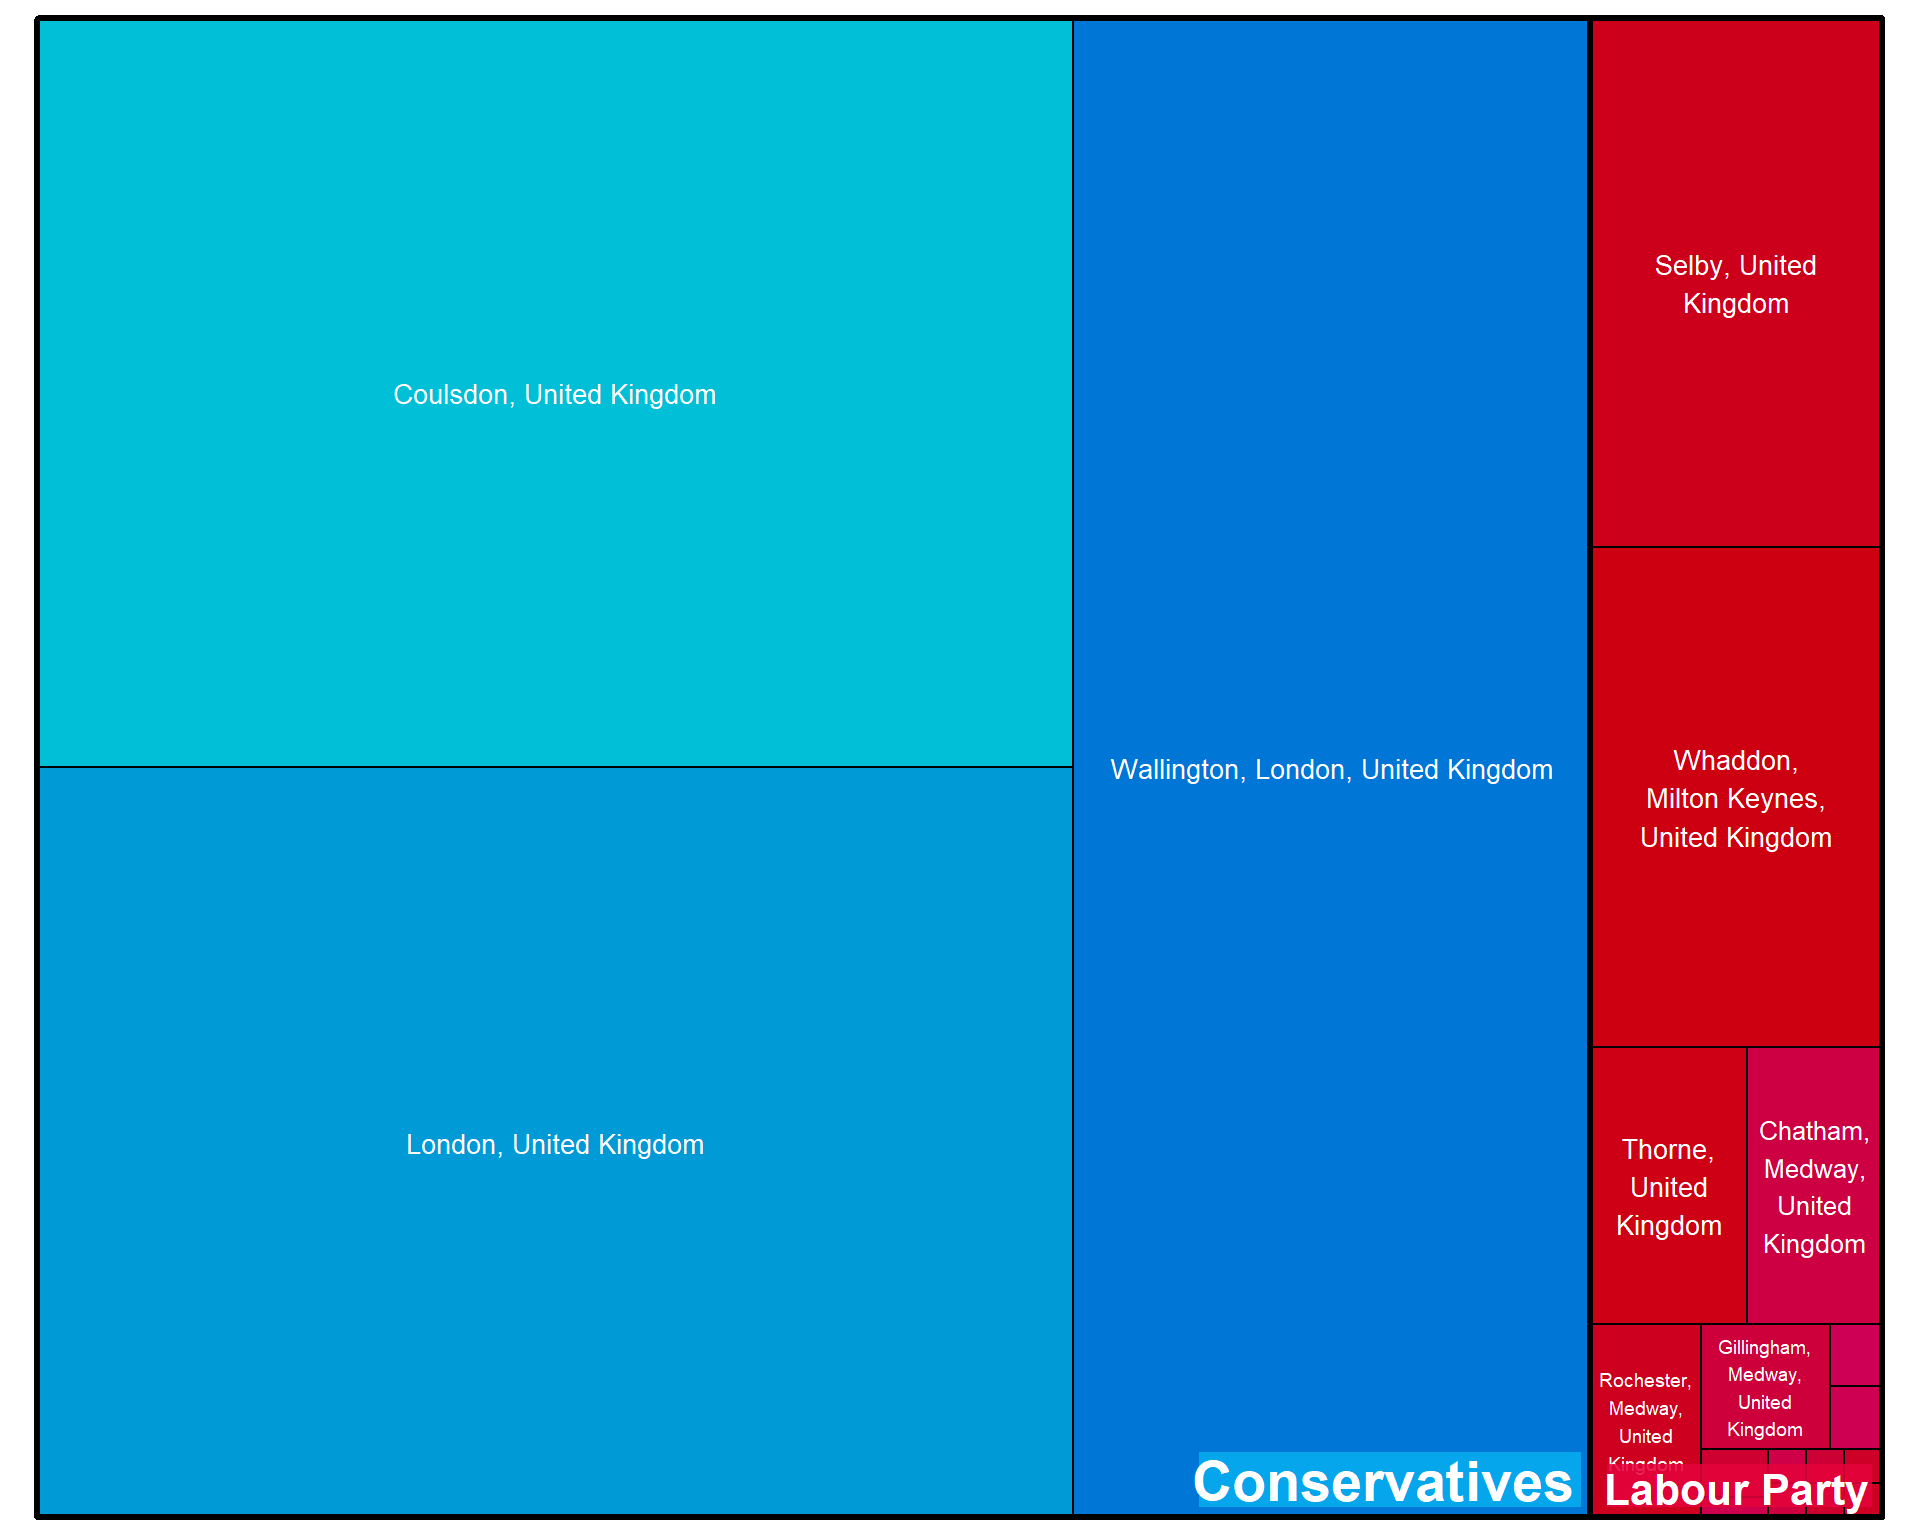 Coulsdon, United Kingdom
London, United Kingdom
Wallington, London, United Kingdom
Conservatives
Selby, United
Kingdom
Whaddon,
Milton Keynes,
United Kingdom
Thorne,
United
Kingdom
Chatham,
Medway,
United
Kingdom
Rochester,
Medway,
United
Kingdom
Gillingham,
Medway,
United
Kingdom
Labour Party